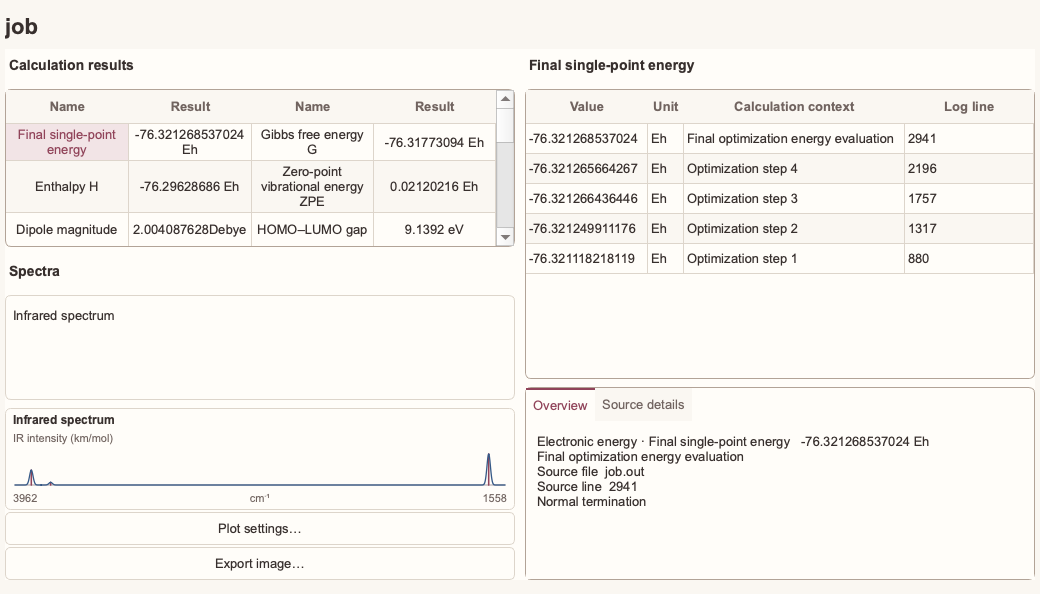 job
Calculation results
Name Result Name Result
Final single-point energy -76.321268537024 Eh Gibbs free energy G -76.31773094 Eh
Enthalpy H -76.29628686 Eh Zero-point vibrational energy ZPE 0.02120216 Eh
Dipole magnitude 2.004087628Debye HOMO–LUMO gap 9.1392 eV
Spectra
Infrared spectrum
Infrared spectrum
IR intensity (km/mol)
3962 cm⁻¹ 1558
Plot settings…
Export image…
Final single-point energy
Value Unit Calculation context Log line
-76.321268537024 Eh Final optimization energy evaluation 2941
-76.321265664267 Eh Optimization step 4 2196
-76.321266436446 Eh Optimization step 3 1757
-76.321249911176 Eh Optimization step 2 1317
-76.321118218119 Eh Optimization step 1 880
Overview Source details
Electronic energy · Final single-point energy -76.321268537024 Eh
Final optimization energy evaluation
Source file job.out
Source line 2941
Normal termination